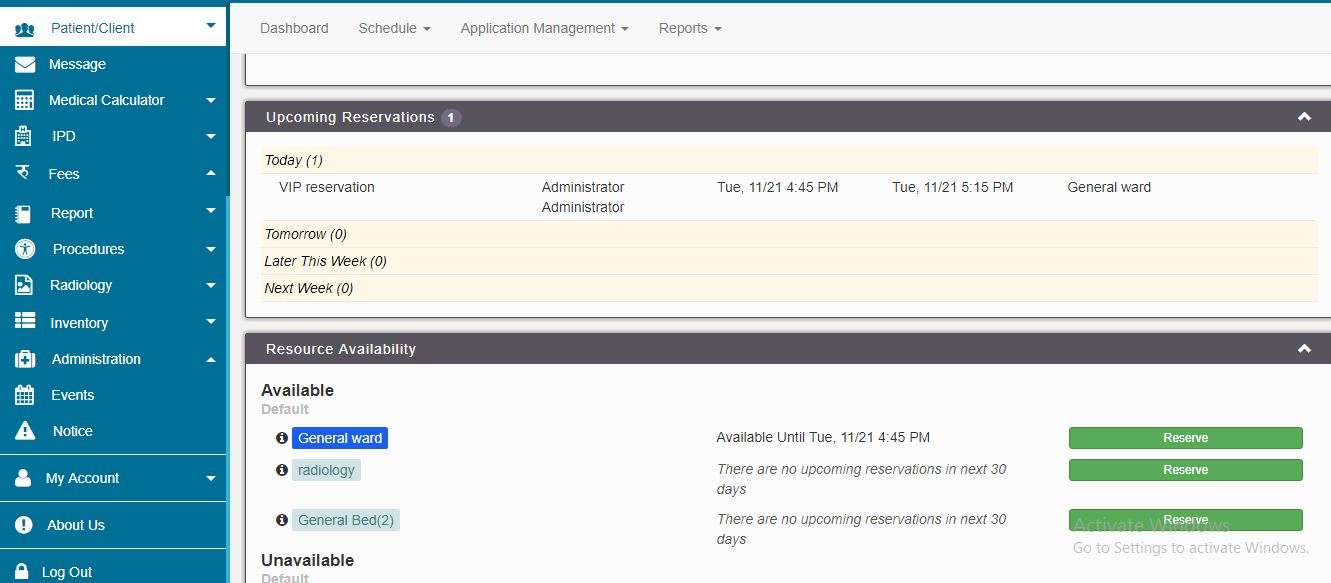 Patient/Client
Message
Medical Calculator
IPD
Fees
Report
Procedures
Radiology
Inventory
Administration
Events
Notice
My Account
About Us
Log Out
Dashboard Schedule Application Management Reports
Upcoming Reservations 1
Today (1)
VIP reservation Administrator Tue, 11/21 4:45 PM Tue, 11/21 5:15 PM General ward
Administrator
Tomorrow (0)
Later This Week (0)
Next Week (0)
Resource Availability
Available
Default
General ward Available Until Tue, 11/21 4:45 PM Reserve
radiology There are no upcoming reservations in next 30 Reserve
days
General Bed(2) There are no upcoming reservations in next 30 Reserve
days
Activate Windows
Go to Settings to activate Windows.
Unavailable
Default